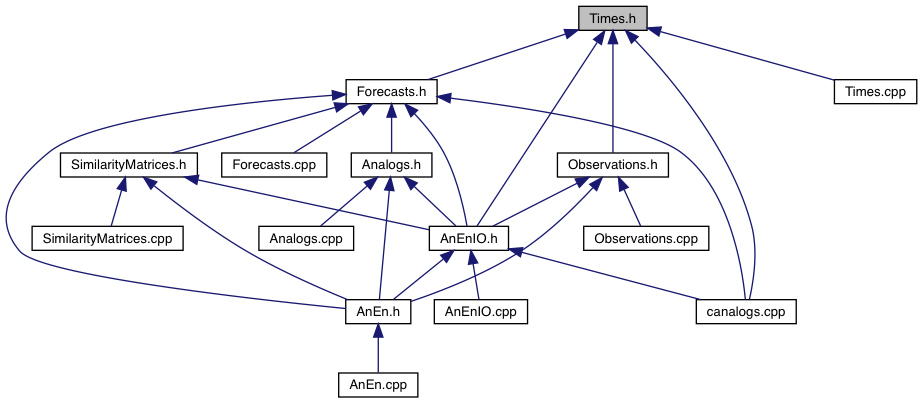 Times.h
Forecasts.h
Times.cpp
SimilarityMatrices.h
Forecasts.cpp
Analogs.h
Observations.h
SimilarityMatrices.cpp
Analogs.cpp
AnEnIO.h
Observations.cpp
AnEn.h
AnEnIO.cpp
canalogs.cpp
AnEn.cpp